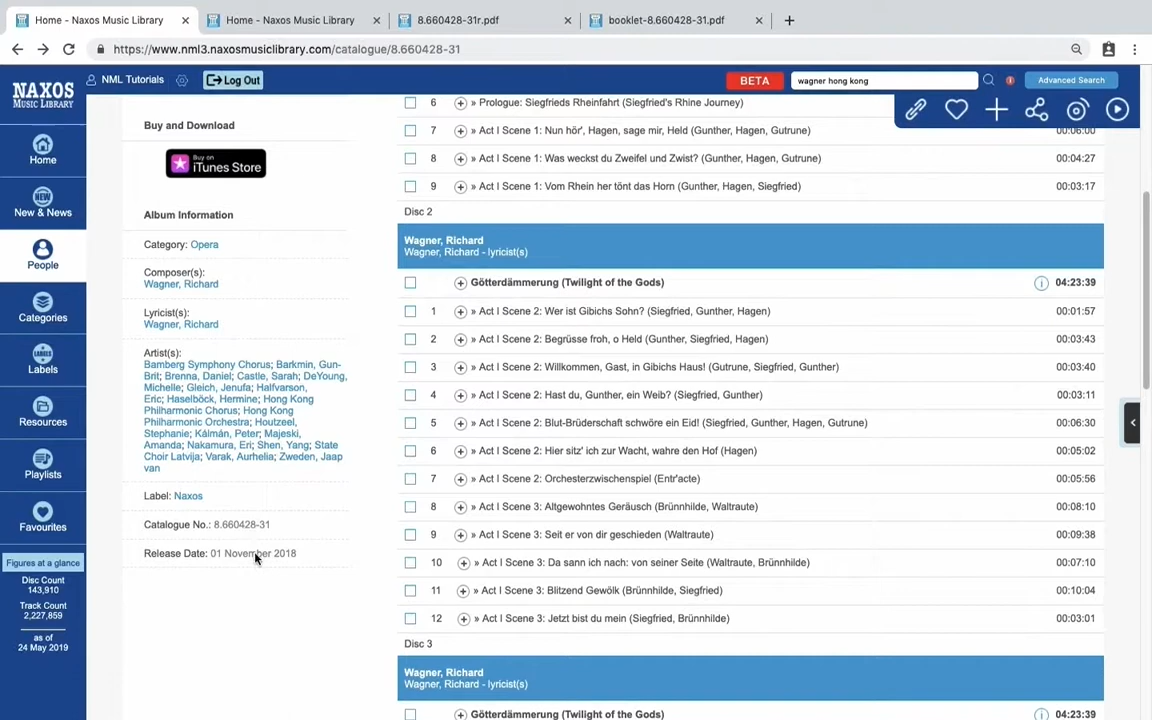 Home - Naxos Music Library
Home - Naxos Music Library
8.660428-31r.pdf
booklet-8.660428-31.pdf
https://www.nml3.naxosmusiclibrary.com/catalogue/8.660428-31
NAXOS
MUSIC LIBRARY
NML Tutorials
Log Out
BETA
wagner hong kong
Advanced Search
Home
New & News
People
Categories
LABELS
Labels
Resources
Playlists
Favourites
Figures at a glance
Disc Count
143,910
Track Count
2,227,859
as of
24 May 2019
Buy and Download
Buy on
iTunes Store
Album Information
Category: Opera
Composer(s):
Wagner, Richard
Lyricist(s):
Wagner, Richard
Artist(s):
Bamberg Symphony Chorus; Barkmin, Gun-
Brit; Brenna, Daniel; Castle, Sarah; DeYoung,
Michelle; Gleich, Jenufa; Halfvarson,
Eric; Haselböck, Hermine; Hong Kong
Philharmonic Chorus; Hong Kong
Philharmonic Orchestra; Houtzeel,
Stephanie; Kálmán, Peter; Majeski,
Amanda; Nakamura, Eri; Shen, Yang; State
Choir Latvija; Varak, Aurhelia; Zweden, Jaap
van
Label: Naxos
Catalogue No.: 8.660428-31
Release Date: 01 November 2018
6 » Prologue: Siegfrieds Rheinfahrt (Siegfried's Rhine Journey)
7 » Act I Scene 1: Nun hör', Hagen, sage mir, Held (Gunther, Hagen, Gutrune) 00:06:00
8 » Act I Scene 1: Was weckst du Zweifel und Zwist? (Gunther, Hagen, Gutrune) 00:04:27
9 » Act I Scene 1: Vom Rhein her tönt das Horn (Gunther, Hagen, Siegfried) 00:03:17
Disc 2
Wagner, Richard
Wagner, Richard - lyricist(s)
Götterdämmerung (Twilight of the Gods) 04:23:39
1 » Act I Scene 2: Wer ist Gibichs Sohn? (Siegfried, Gunther, Hagen) 00:01:57
2 » Act I Scene 2: Begrüsse froh, o Held (Gunther, Siegfried, Hagen) 00:03:43
3 » Act I Scene 2: Willkommen, Gast, in Gibichs Haus! (Gutrune, Siegfried, Gunther) 00:03:40
4 » Act I Scene 2: Hast du, Gunther, ein Weib? (Siegfried, Gunther) 00:03:11
5 » Act I Scene 2: Blut-Brüderschaft schwöre ein Eid! (Siegfried, Gunther, Hagen, Gutrune) 00:06:30
6 » Act I Scene 2: Hier sitz' ich zur Wacht, wahre den Hof (Hagen) 00:05:02
7 » Act I Scene 2: Orchesterzwischenspiel (Entr'acte) 00:05:56
8 » Act I Scene 3: Altgewohntes Geräusch (Brünnhilde, Waltraute) 00:08:10
9 » Act I Scene 3: Seit er von dir geschieden (Waltraute) 00:09:38
10 » Act I Scene 3: Da sann ich nach: von seiner Seite (Waltraute, Brünnhilde) 00:07:10
11 » Act I Scene 3: Blitzend Gewölk (Brünnhilde, Siegfried) 00:10:04
12 » Act I Scene 3: Jetzt bist du mein (Siegfried, Brünnhilde) 00:03:01
Disc 3
Wagner, Richard
Wagner, Richard - lyricist(s)
Götterdämmerung (Twilight of the Gods) 04:23:39